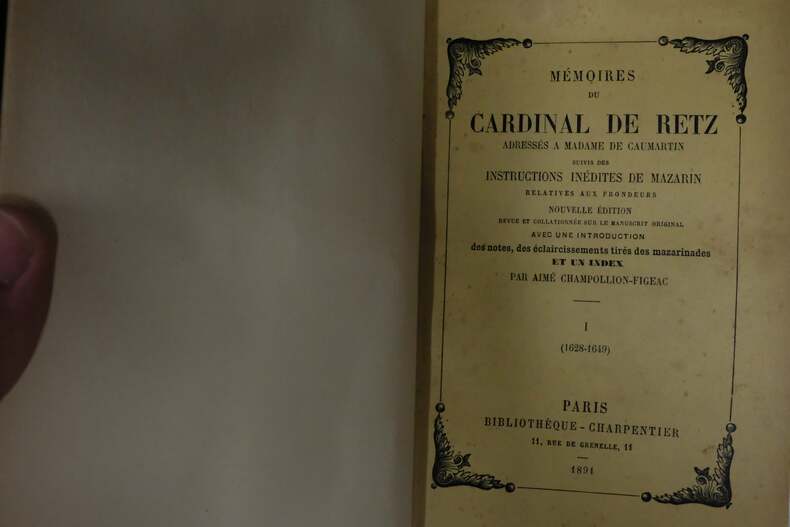 MÉMOIRES
DU
CARDINAL DE RETZ
ADRESSÉS A MADAME DE CAUMARTIN
SUIVIS DES
INSTRUCTIONS INÉDITES DE MAZARIN
RELATIVES AUX FRONDEURS
NOUVELLE ÉDITION
REVUE ET COLLATIONNÉE SUR LE MANUSCRIT ORIGINAL
AVEC UNE INTRODUCTION
des notes, des éclaircissements tirés des mazarinades
ET UN INDEX
PAR AIMÉ CHAMPOLLION-FIGEAC
I
(1628-1649)
PARIS
BIBLIOTHÈQUE - CHARPENTIER
11, RUE DE GRENELLE, 11
1891